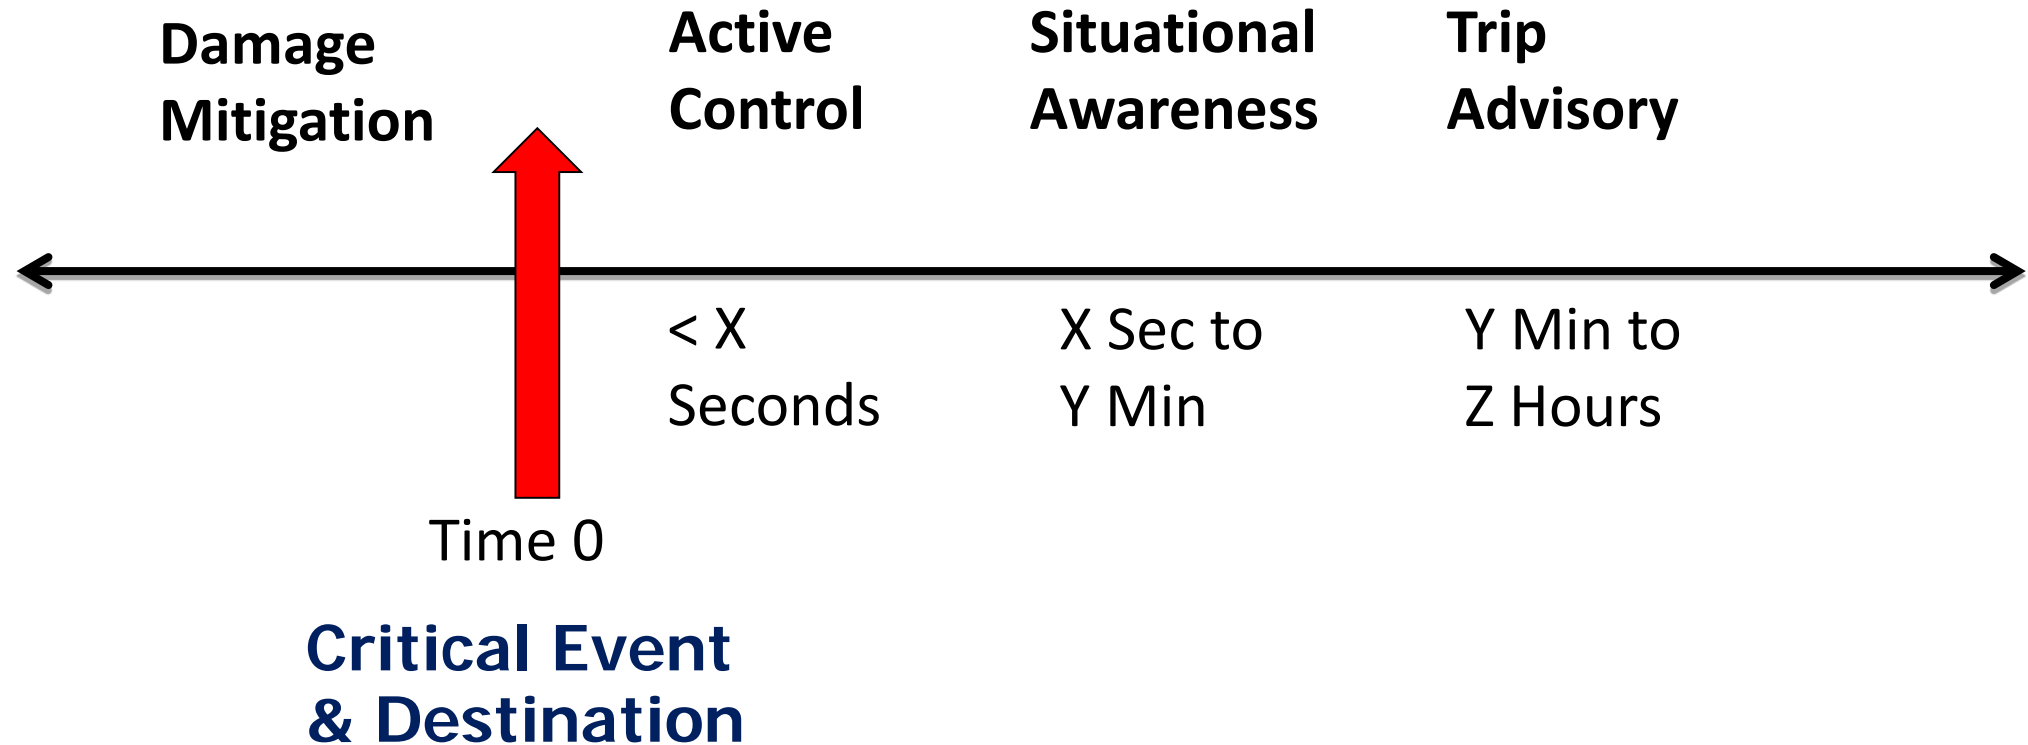 Damage
Mitigation
Active
Control
Situational
Awareness
Trip
Advisory
< X
Seconds
X Sec to
Y Min
Y Min to
Z Hours
Time 0
Critical Event
& Destination